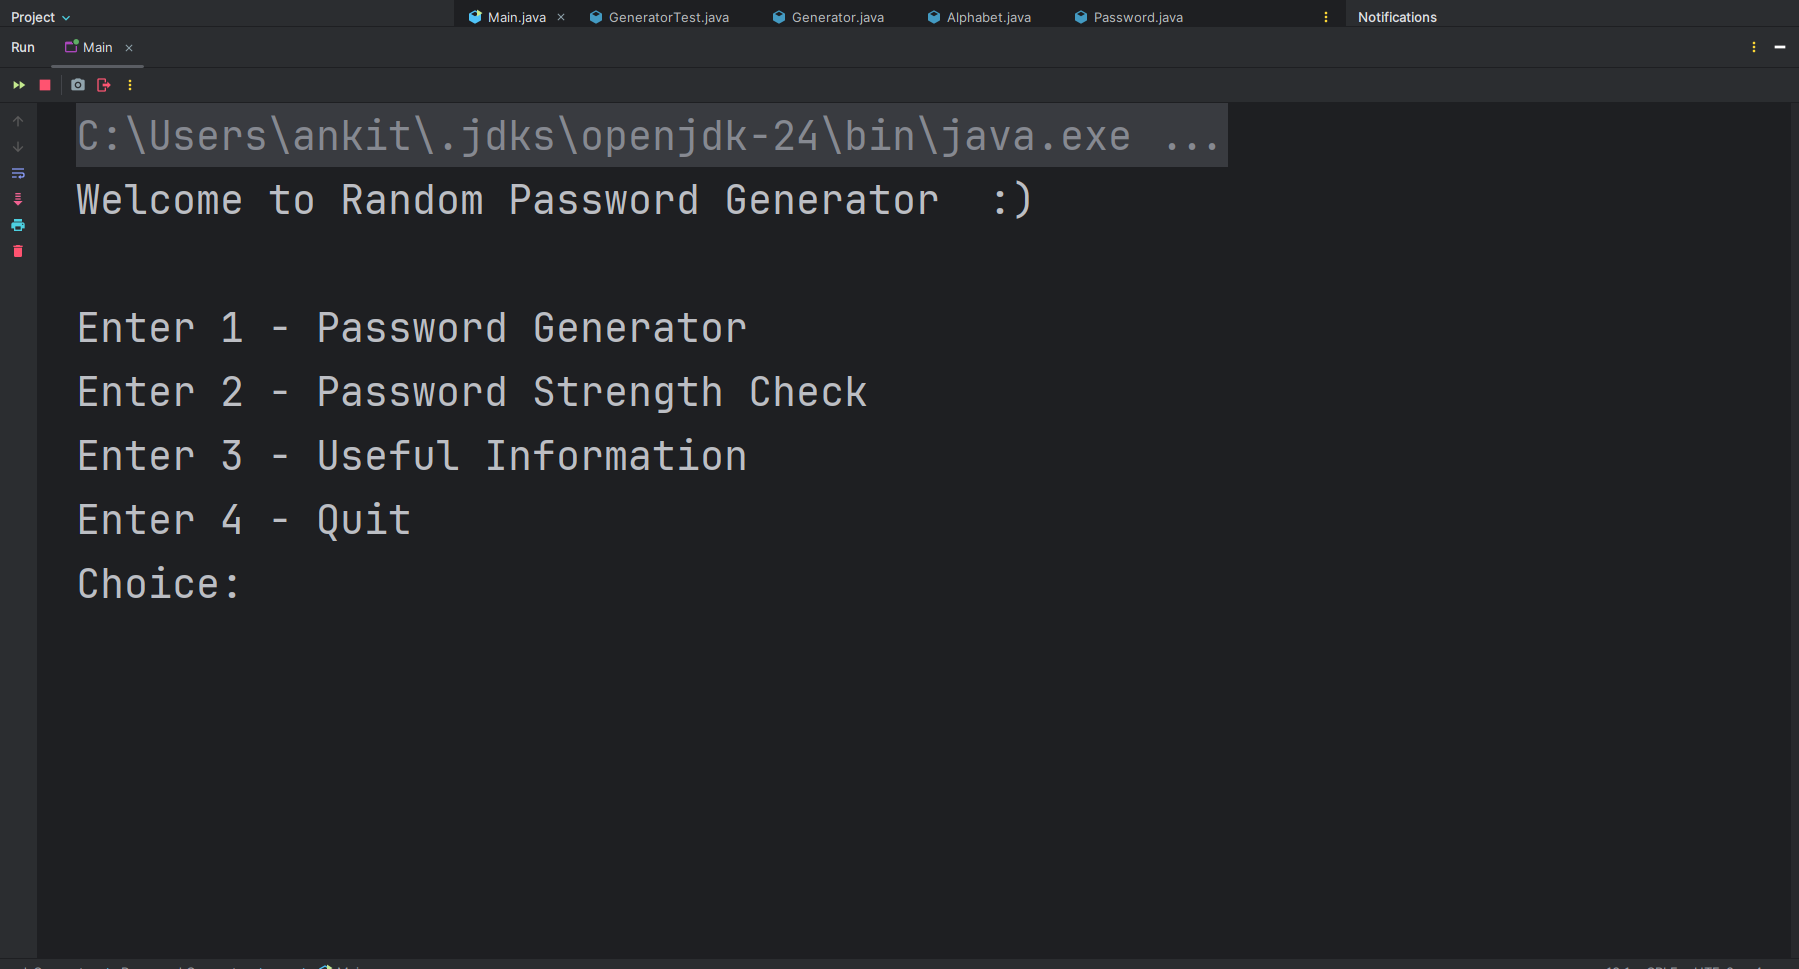 Project Main.java GeneratorTest.java Generator.java Alphabet.java Password.java Notifications
Run Main
C:\Users\ankit\.jdks\openjdk-24\bin\java.exe ...
Welcome to Random Password Generator  :)
Enter 1 - Password Generator
Enter 2 - Password Strength Check
Enter 3 - Useful Information
Enter 4 - Quit
Choice: